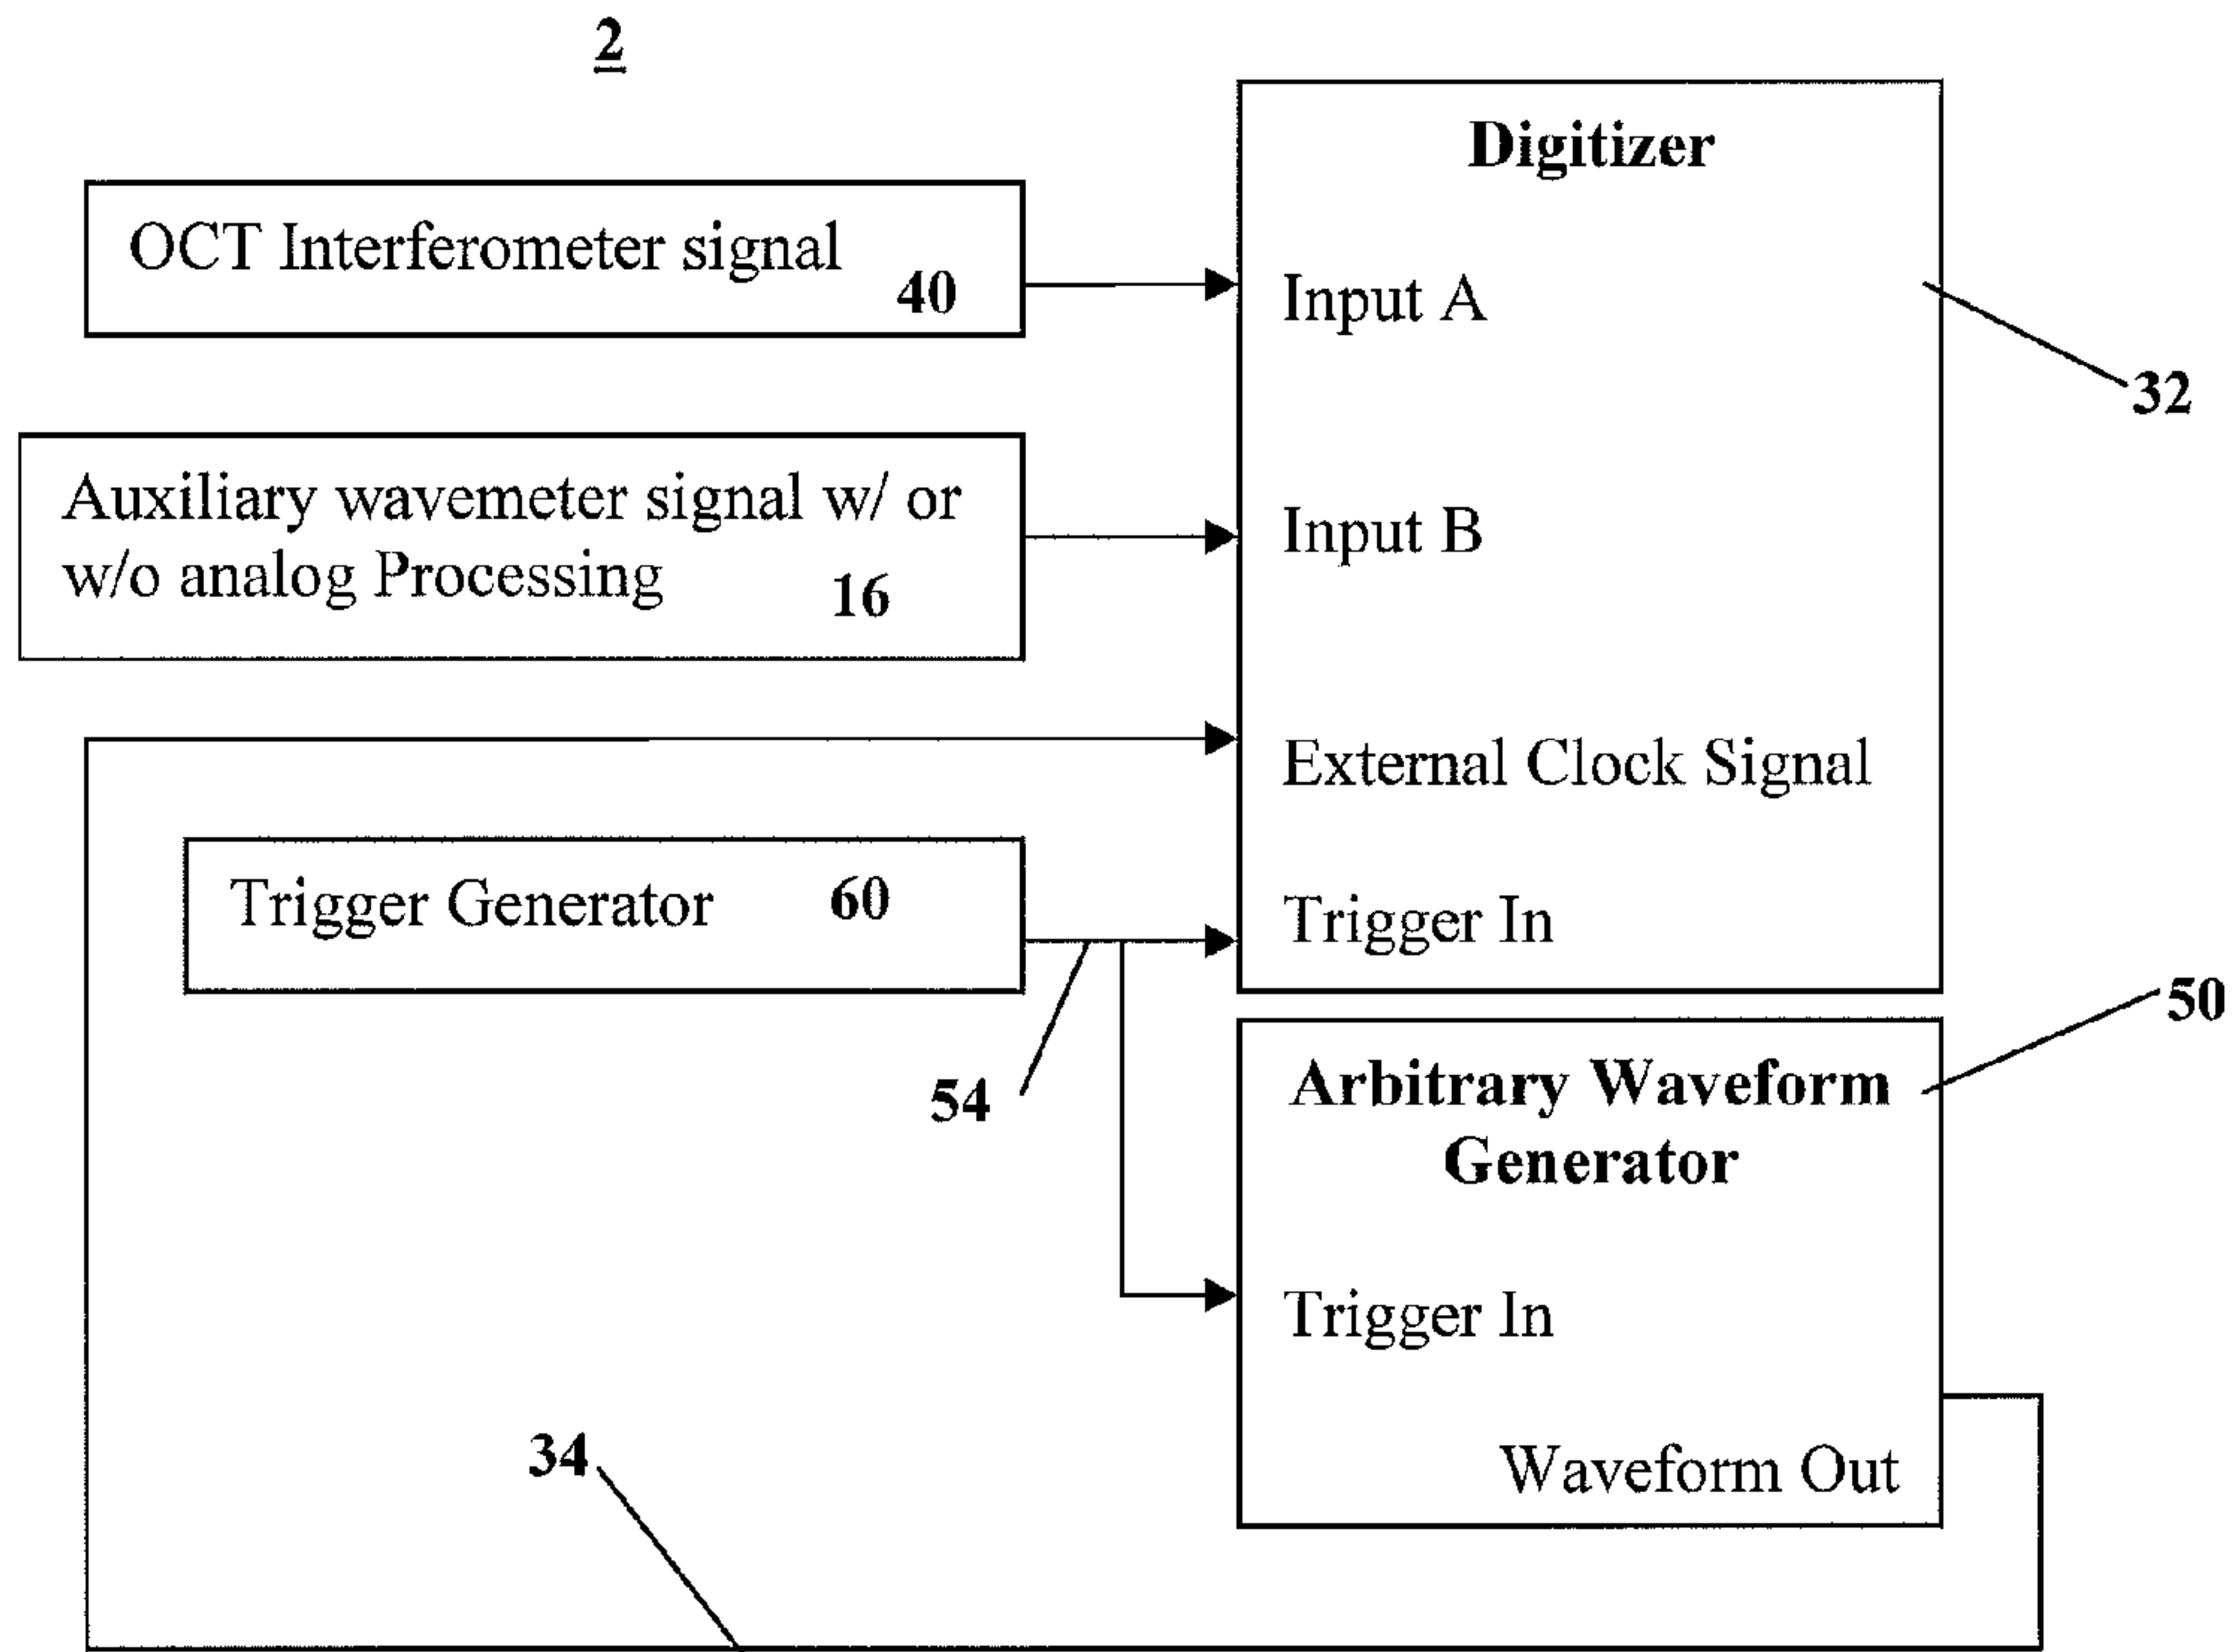 2
Digitizer
OCT Interferometer signal
40
Input A
32
Auxiliary wavemeter signal w/ or
w/o analog Processing
16
Input B
External Clock Signal
Trigger Generator
60
Trigger In
54
50
Arbitrary Waveform
Generator
Trigger In
34
Waveform Out